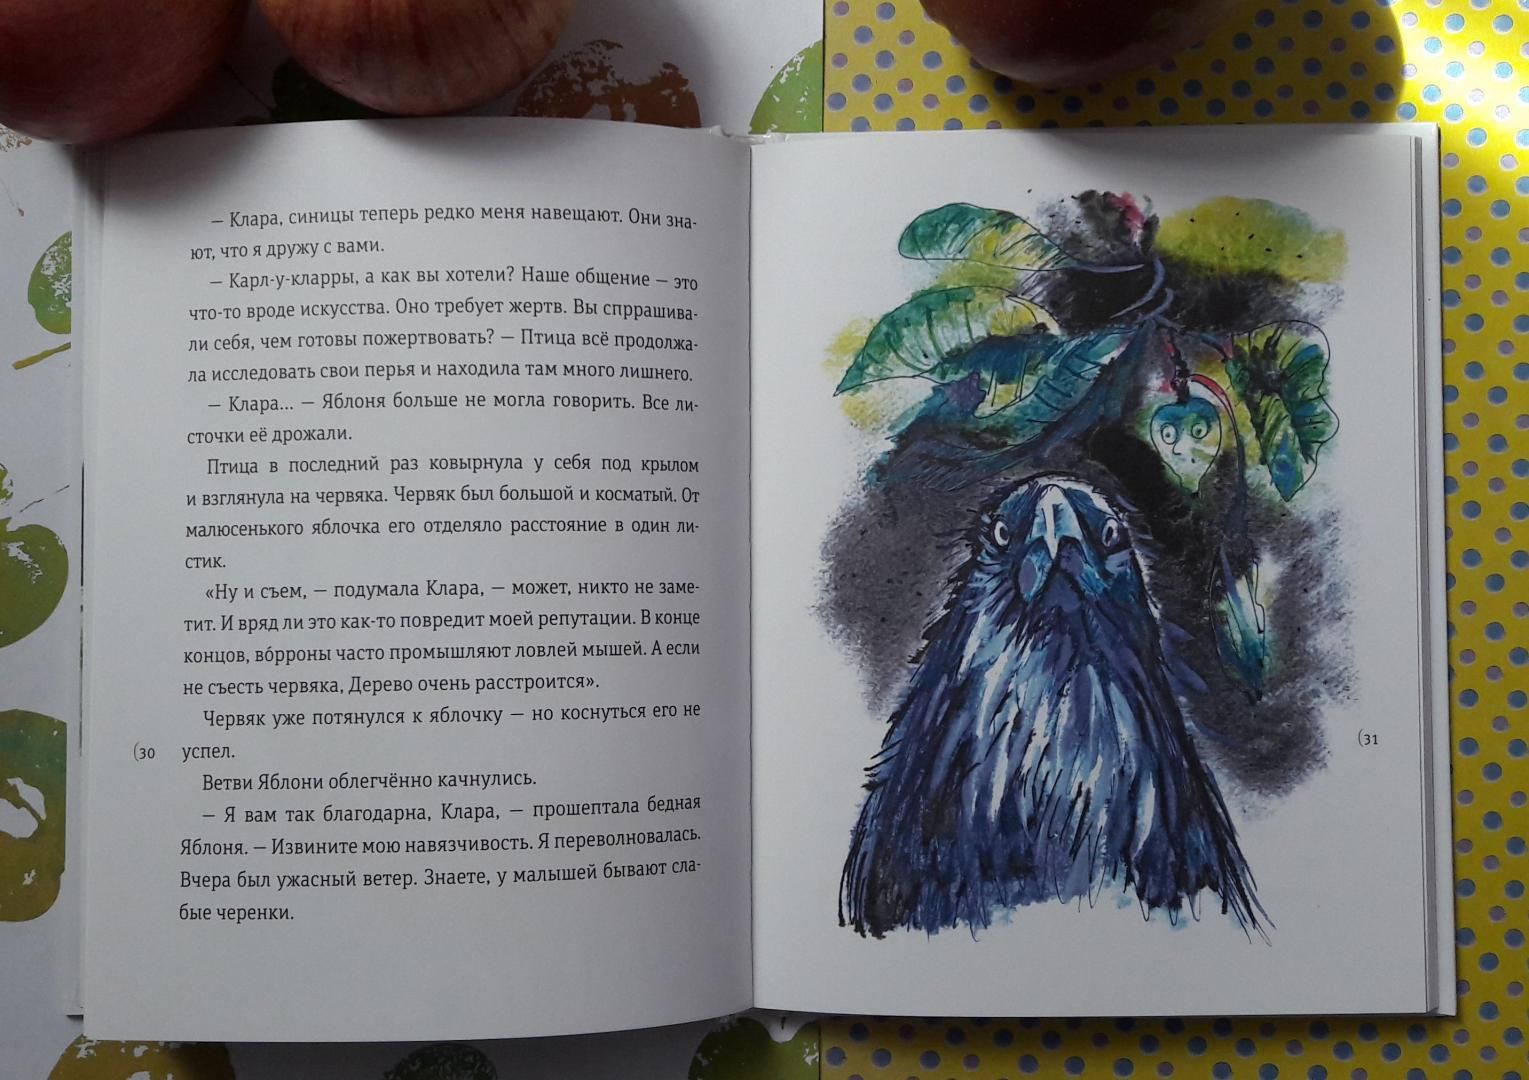 — Клара, синицы теперь редко меня навещают. Они зна-
ют, что я дружу с вами.
— Карл-у-кларры, а как вы хотели? Наше общение — это
что-то вроде искусства. Оно требует жертв. Вы спррашива-
ли себя, чем готовы пожертвовать? — Птица всё продолжа-
ла исследовать свои перья и находила там много лишнего.
— Клара... — Яблоня больше не могла говорить. Все ли-
сточки её дрожали.
Птица в последний раз ковырнула у себя под крылом
и взглянула на червяка. Червяк был большой и косматый. От
малюсенького яблочка его отделяло расстояние в один ли-
стик.
«Ну и съем, — подумала Клара, — может, никто не заме-
тит. И вряд ли это как-то повредит моей репутации. В конце
концов, во́рроны часто промышляют ловлей мышей. А если
не съесть червяка, Дерево очень расстроится».
Червяк уже потянулся к яблочку — но коснуться его не
успел.
Ветви Яблони облегчённо качнулись.
— Я вам так благодарна, Клара, — прошептала бедная
Яблоня. — Извините мою навязчивость. Я переволновалась.
Вчера был ужасный ветер. Знаете, у малышей бывают сла-
бые черенки.
(30
(31